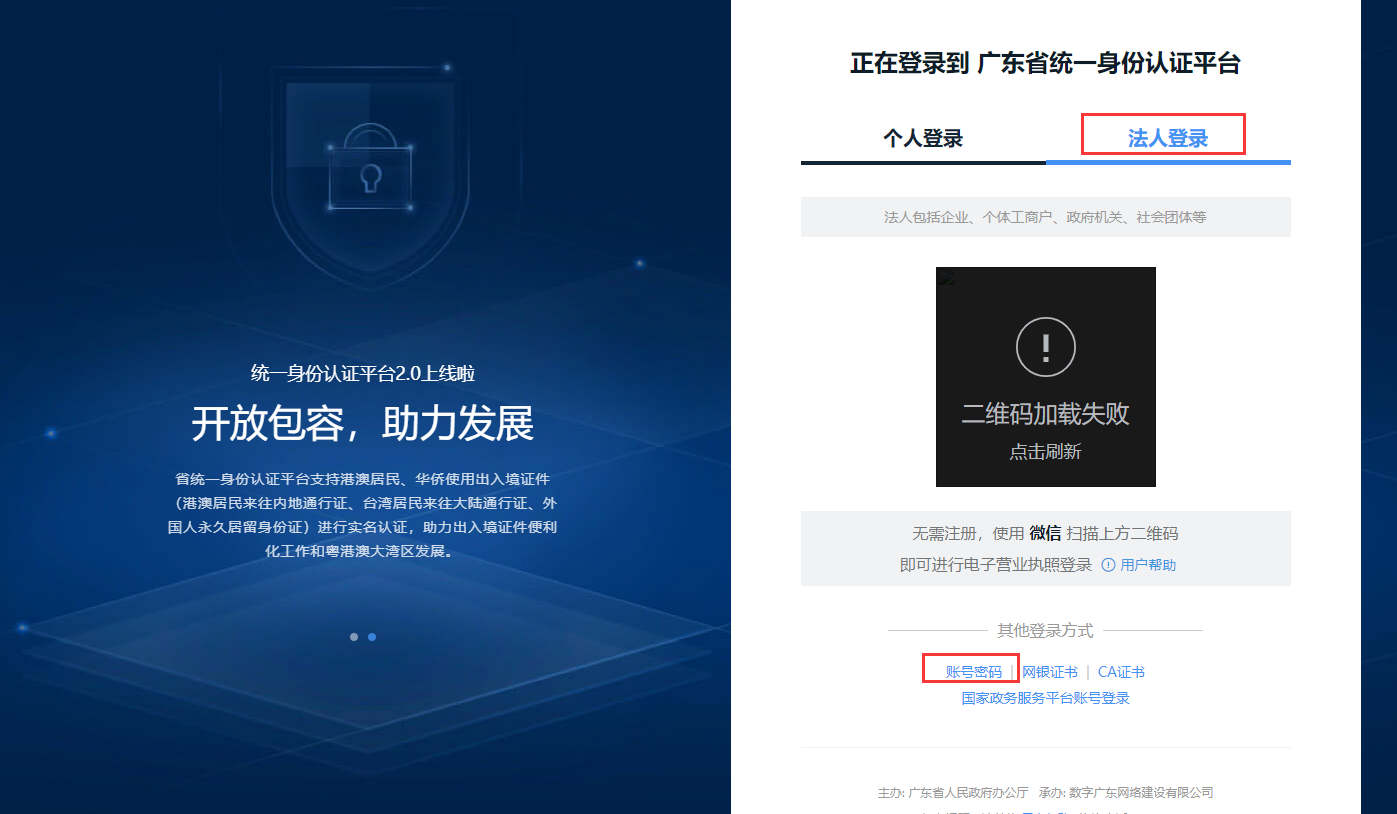 统一身份认证平台2.0上线啦
开放包容，助力发展
省统一身份认证平台支持港澳居民、华侨使用出入境证件
（港澳居民来往内地通行证、台湾居民来往大陆通行证、外
国人永久居留身份证）进行实名认证，助力出入境证件便利
化工作和粤港澳大湾区发展。
正在登录到 广东省统一身份认证平台
个人登录 法人登录
法人包括企业、个体工商户、政府机关、社会团体等
二维码加载失败
点击刷新
无需注册，使用 微信 扫描上方二维码
即可进行电子营业执照登录 用户帮助
其他登录方式
账号密码 | 网银证书 | CA证书
国家政务服务平台账号登录
主办: 广东省人民政府办公厅 承办: 数字广东网络建设有限公司